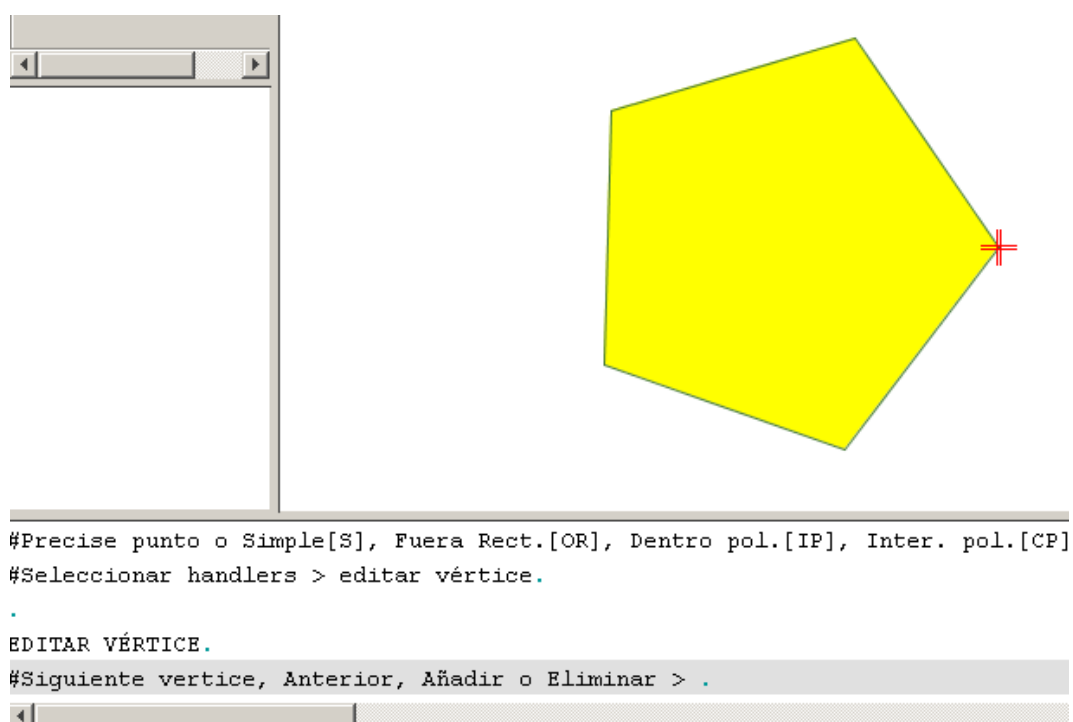 #Precise punto o Simple[S], Fuera Rect.[OR], Dentro pol.[IP], Inter. pol.[CP]
#Seleccionar handlers > editar vértice.
.
EDITAR VÉRTICE.
#Siguiente vertice, Anterior, Añadir o Eliminar > .